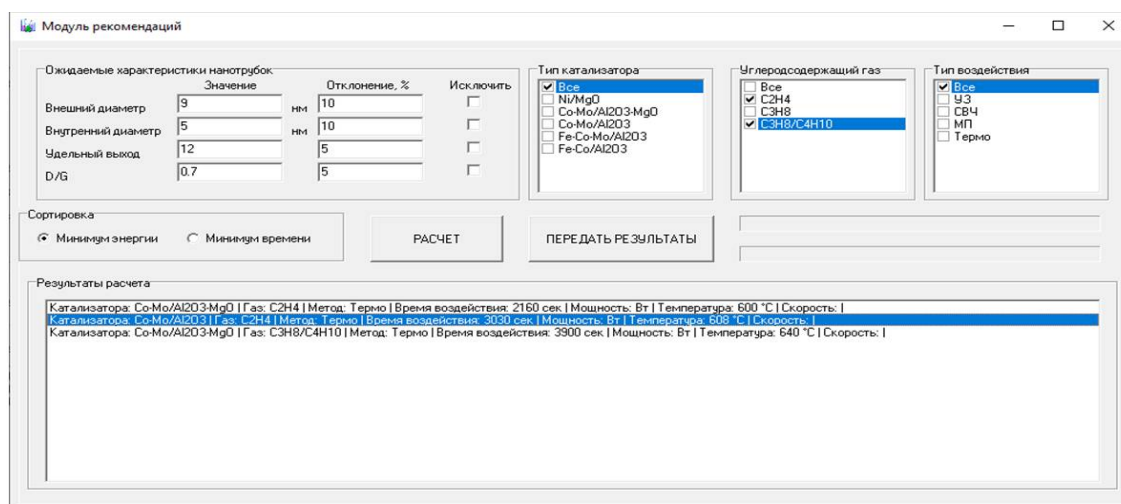 Модуль рекомендаций
Ожидаемые характеристики нанотрубок
Значение Отклонение, % Исключить
Внешний диаметр 9 нм 10
Внутренний диаметр 5 нм 10
Удельный выход 12 5
D/G 0.7 5
Тип катализатора
Все
Ni/MgO
Co-Mo/Al2O3-MgO
Co-Mo/Al2O3
Fe-Co-Mo/Al2O3
Fe-Co/Al2O3
Углеродсодержащий газ
Все
C2H4
C3H8
C3H8/C4H10
Тип воздействия
Все
УЗ
СВЧ
МП
Термо
Сортировка
Минимум энергии Минимум времени
РАСЧЕТ
ПЕРЕДАТЬ РЕЗУЛЬТАТЫ
Результаты расчета
Катализатора: Co-Mo/Al2O3-MgO | Газ: C2H4 | Метод: Термо | Время воздействия: 2160 сек | Мощность: Вт | Температура: 600 °C | Скорость: |
Катализатора: Co-Mo/Al2O3 | Газ: C2H4 | Метод: Термо | Время воздействия: 3030 сек | Мощность: Вт | Температура: 608 °C | Скорость: |
Катализатора: Co-Mo/Al2O3-MgO | Газ: C3H8/C4H10 | Метод: Термо | Время воздействия: 3900 сек | Мощность: Вт | Температура: 640 °C | Скорость: |